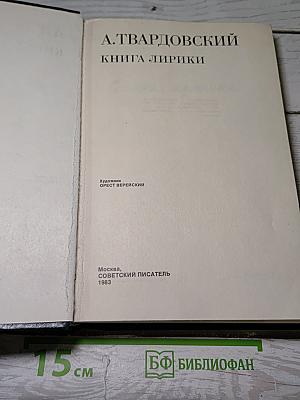 А.ТВАРДОВСКИЙ
КНИГА ЛИРИКИ
Художник
ОРЕСТ ВЕРЕЙСКИЙ
Москва,
СОВЕТСКИЙ ПИСАТЕЛЬ
1983
15 см
БФ БИБЛИОФАН